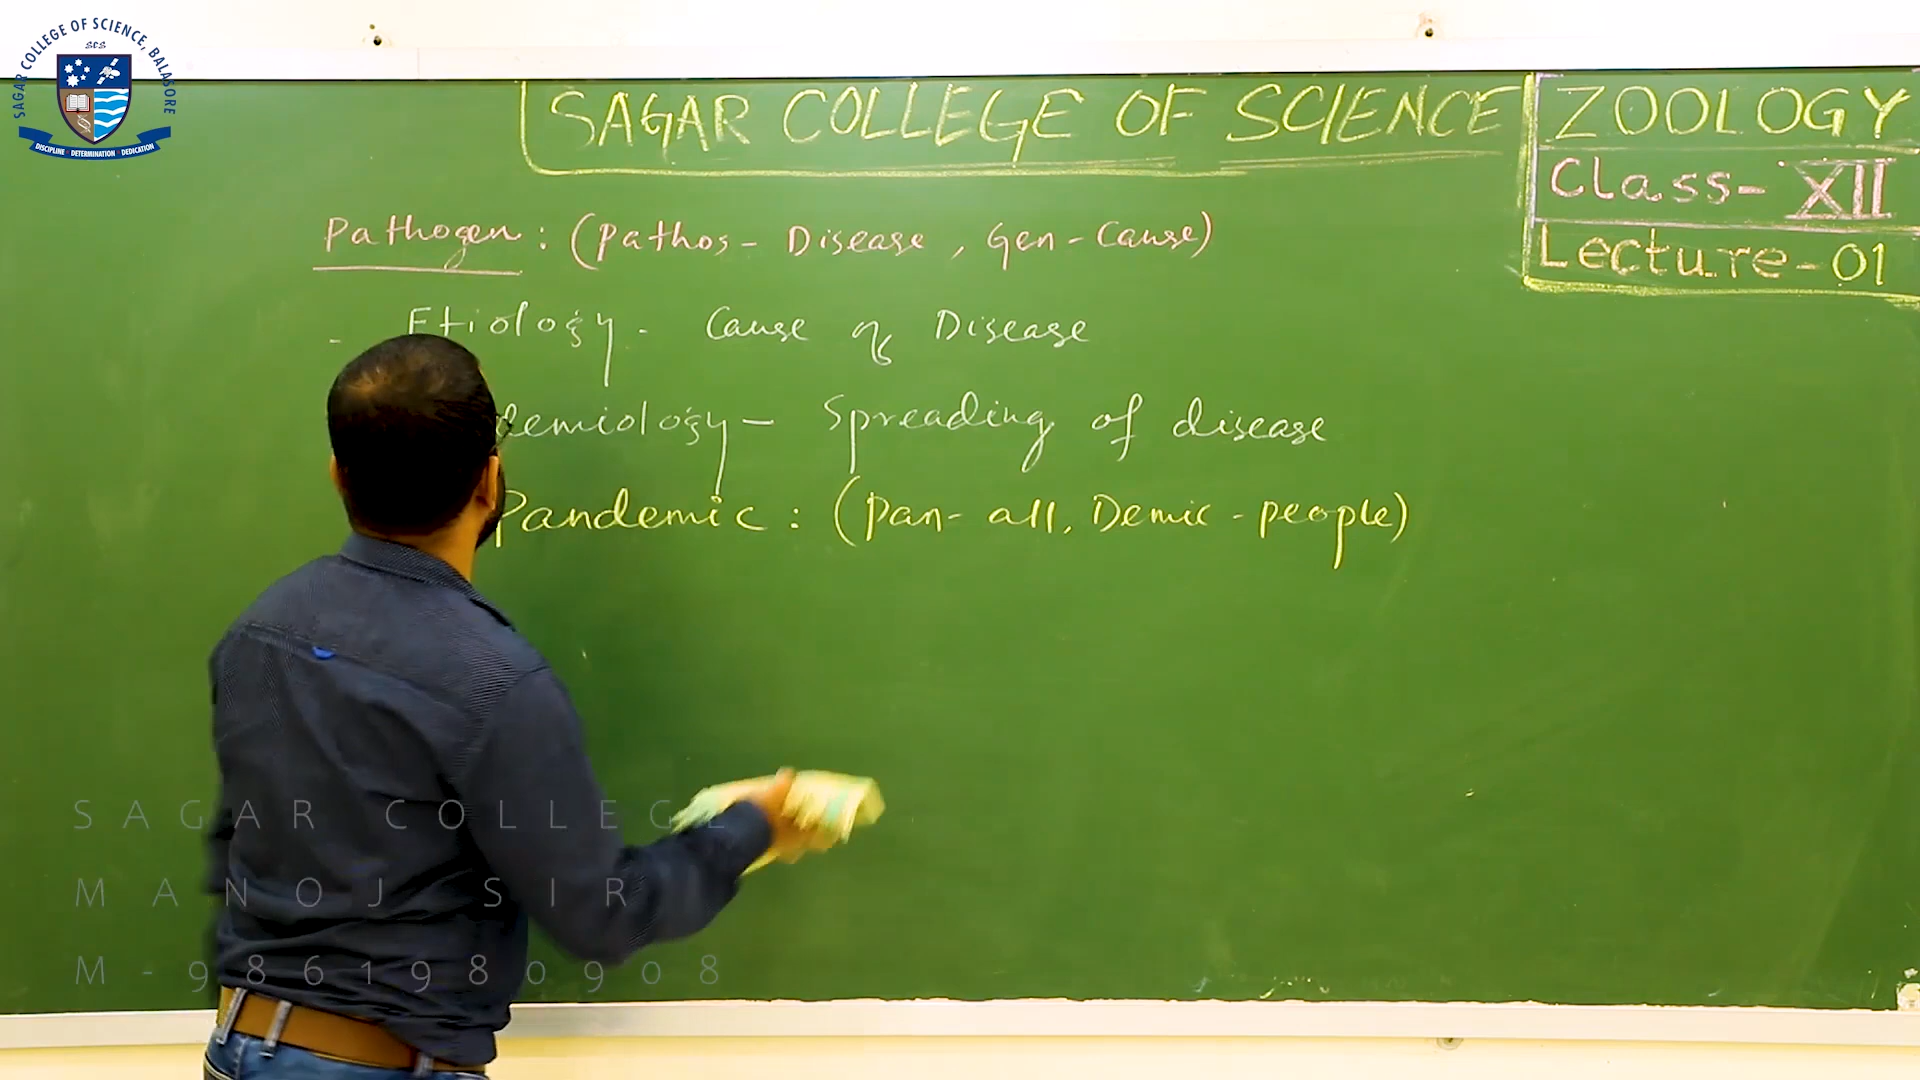 SAGAR COLLEGE OF SCIENCE, BALASORE
SCS
DISCIPLINE DETERMINATION DEDICATION
SAGAR COLLEGE OF SCIENCE
ZOOLOGY
Class- XII
Lecture-01
Pathogen : (Pathos- Disease , Gen-Cause)
- Etiology - Cause of Disease
demiology- Spreading of disease
Pandemic : (Pan- all, Demic - people)
SAGAR COLLEGE
MANOJ SIR
M-9861980908